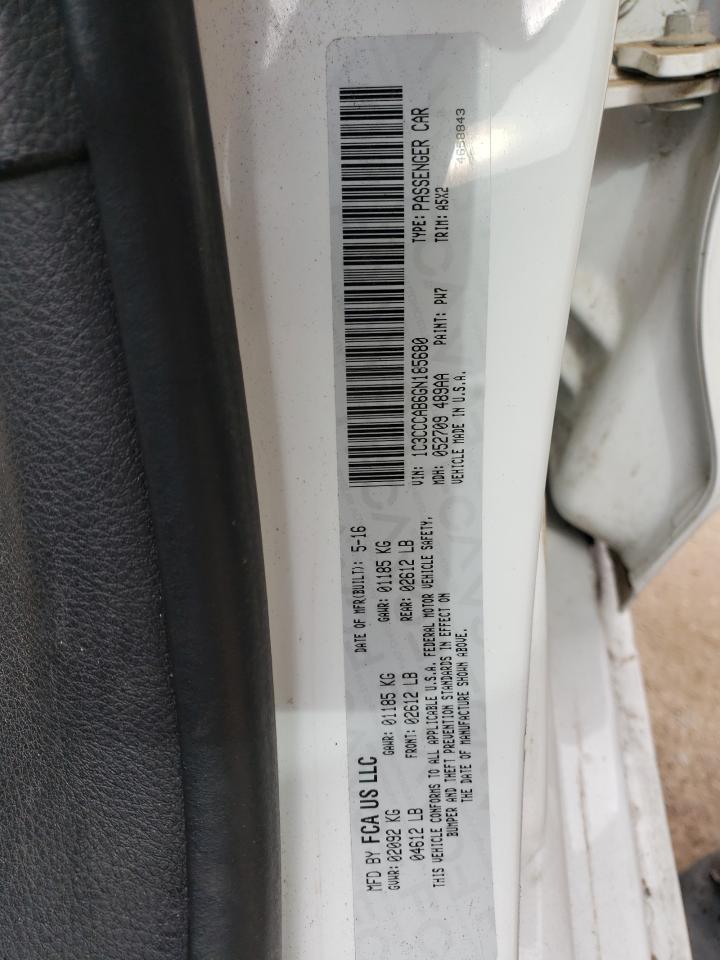 MFD BY FCA US LLC
DATE OF MFR(BUILT): 5-16
GVWR: 02092 KG
GAWR: 01185 KG
GAWR: 01185 KG
04612 LB
FRONT: 02612 LB
REAR: 02612 LB
THIS VEHICLE CONFORMS TO ALL APPLICABLE U.S.A. FEDERAL MOTOR VEHICLE SAFETY,
BUMPER AND THEFT PREVENTION STANDARDS IN EFFECT ON
THE DATE OF MANUFACTURE SHOWN ABOVE.
VIN: 1C3CCCAB6GN185680
TYPE: PASSENGER CAR
MDH: 052709 489AA
PAINT: PW7
TRIM: A5X2
VEHICLE MADE IN U.S.A.
4658843